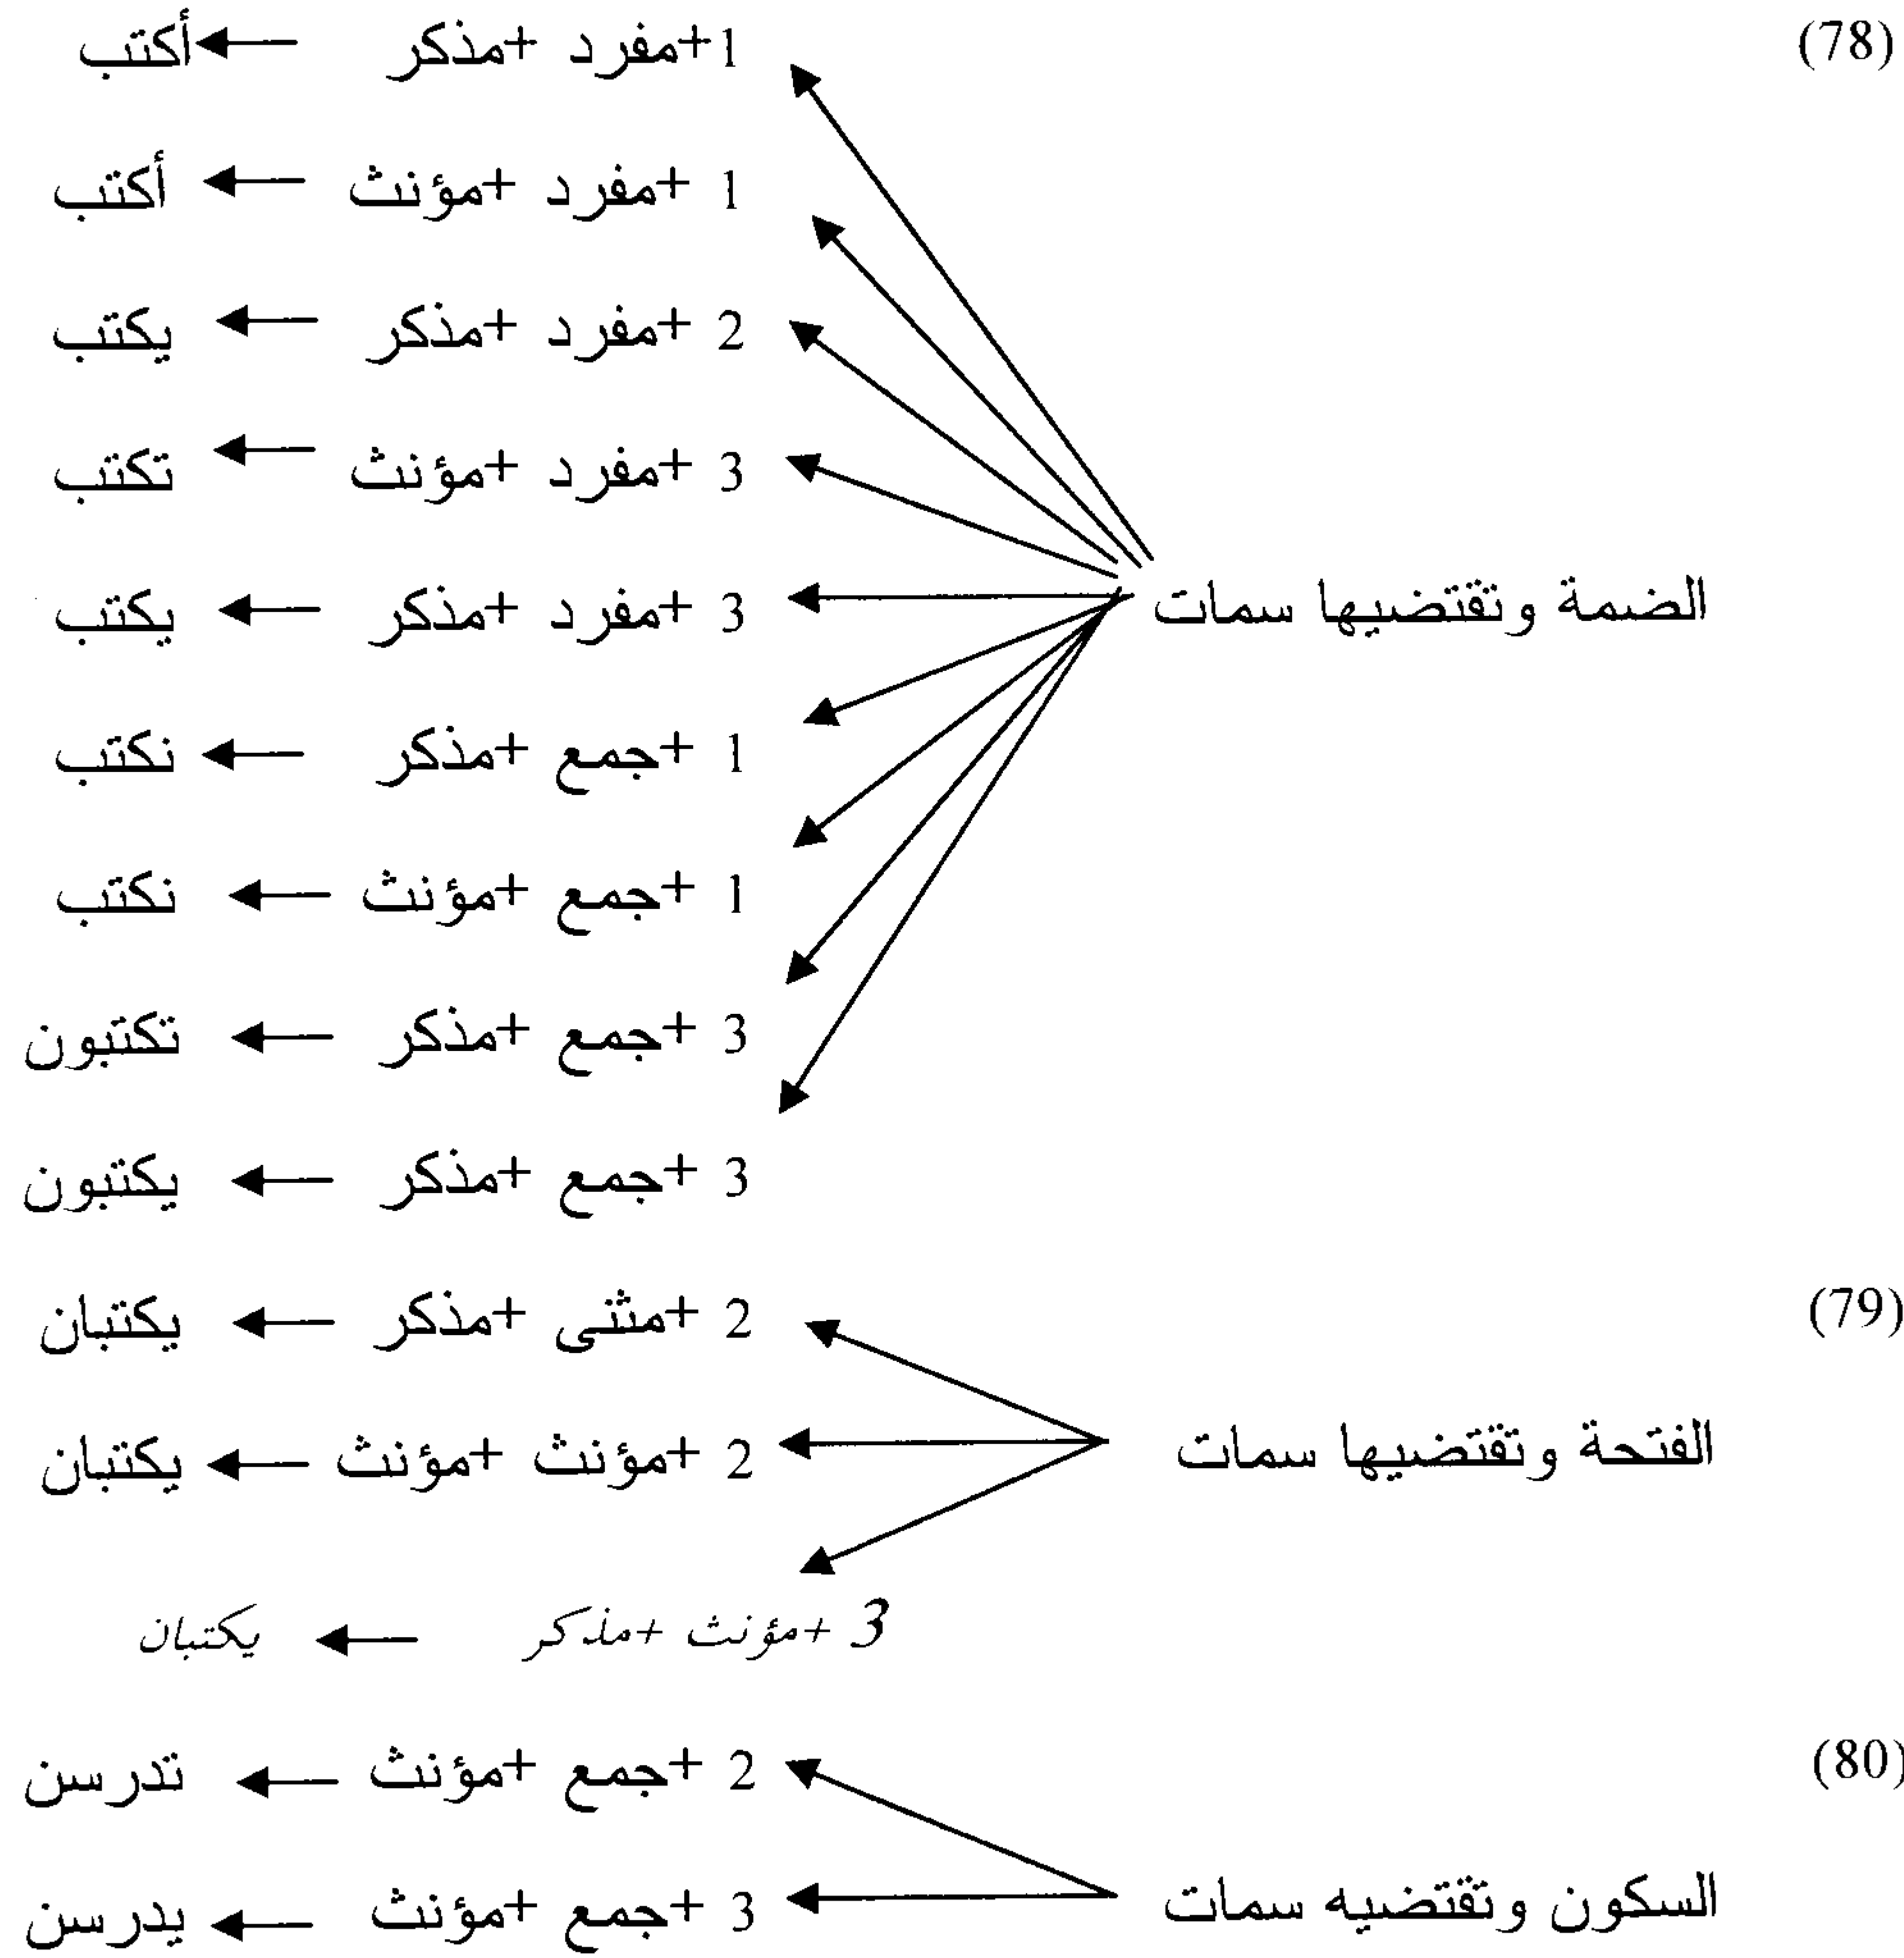 (78)
1+مفرد +مذكر ← أكتب
1 +مفرد +مؤنث ← أكتب
2 +مفرد +مذكر ← يكتب
3 +مفرد +مؤنث ← تكتب
الضمة وتقتضيها سمات
3 +مفرد +مذكر ← يكتب
1 +جمع +مذكر ← نكتب
1 +جمع +مؤنث ← نكتب
3 +جمع +مذكر ← تكتبون
3 +جمع +مذكر ← يكتبون
(79)
2 +مثنى +مذكر ← يكتبان
الفتحة وتقتضيها سمات
2 +مؤنث +مؤنث ← يكتبان
3 +مؤنث +مذكر ← يكتبان
(80)
2 +جمع +مؤنث ← تدرسن
السكون وتقتضيه سمات
3 +جمع +مؤنث ← يدرسن